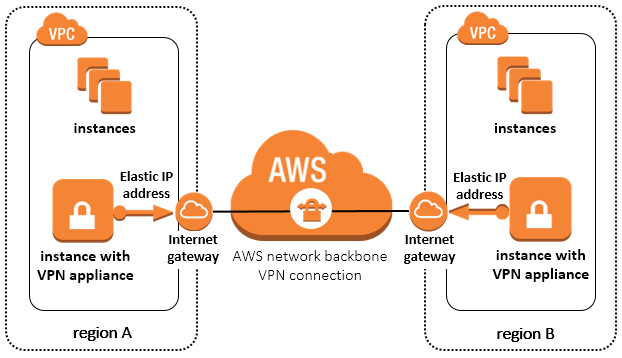 VPC
instances
Elastic IP
address
instance with
VPN appliance
Internet
gateway
region A
AWS
AWS network backbone
VPN connection
VPC
instances
Elastic IP
address
Internet
gateway
instance with
VPN appliance
region B